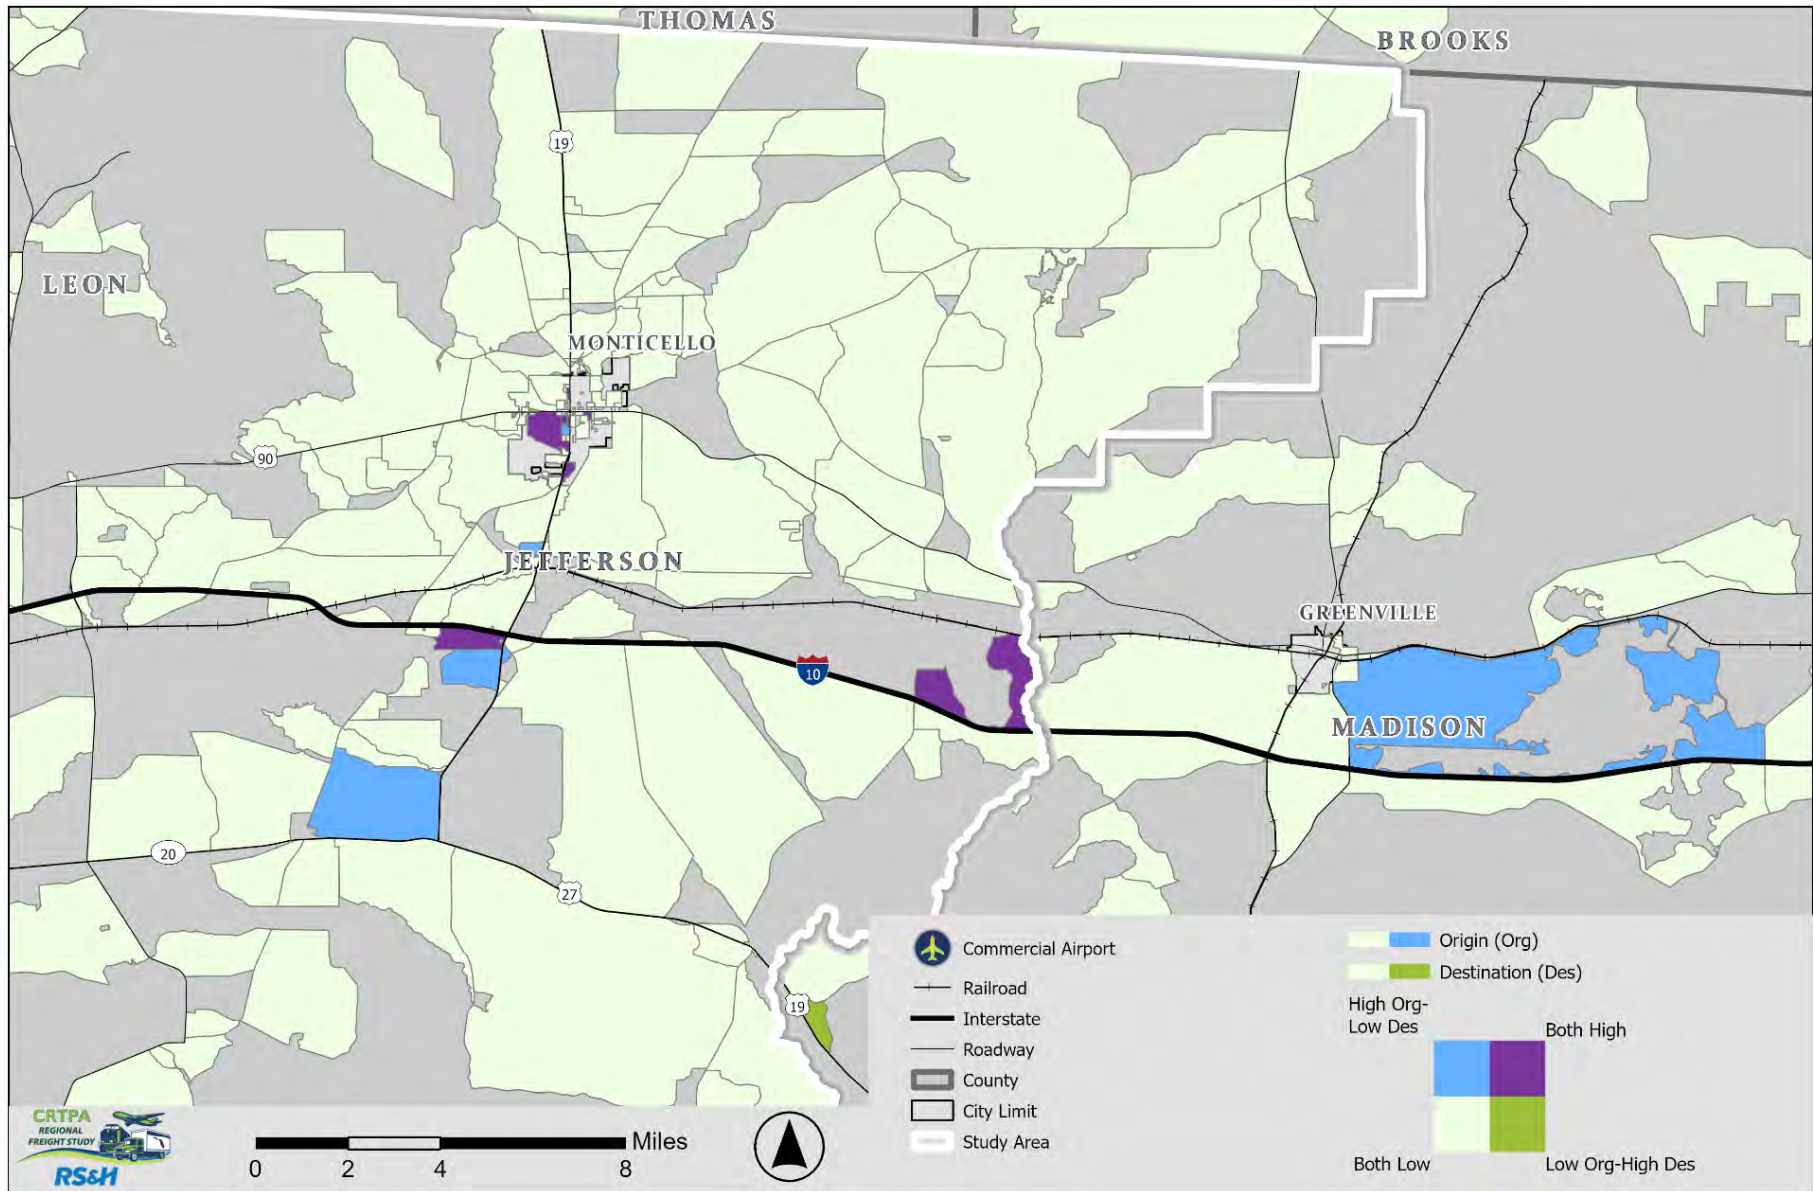 THOMAS
BROOKS
19
LEON
MONTICELLO
90
JEFFERSON
GREENVILLE
10
MADISON
20
27
19
Commercial Airport
Railroad
Interstate
Roadway
County
City Limit
Study Area
Origin (Org)
Destination (Des)
High Org-
Low Des
Both High
Both Low
Low Org-High Des
CRTPA
REGIONAL
FREIGHT STUDY
RS&H
Miles
0 2 4 8